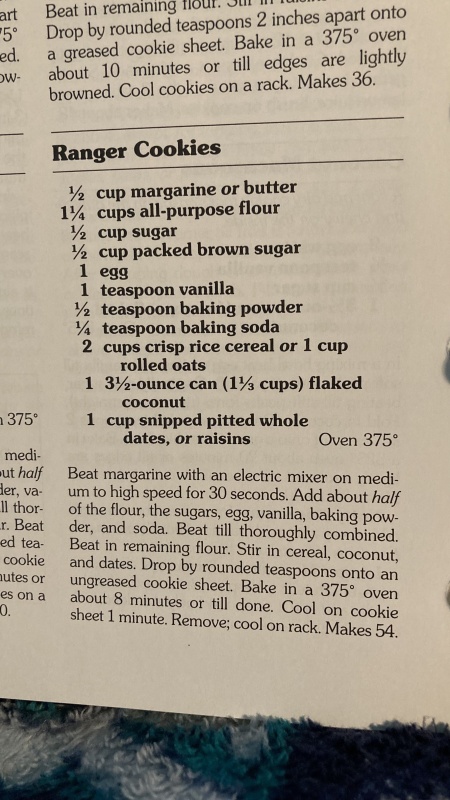 art
Beat in remaining flour. Stir in
75°
Drop by rounded teaspoons 2 inches apart onto
ed.
a greased cookie sheet. Bake in a 375° oven
ow-
about 10 minutes or till edges are lightly
browned. Cool cookies on a rack. Makes 36.
Ranger Cookies
½ cup margarine or butter
1¼ cups all-purpose flour
½ cup sugar
½ cup packed brown sugar
1 egg
1 teaspoon vanilla
½ teaspoon baking powder
¼ teaspoon baking soda
2 cups crisp rice cereal or 1 cup
rolled oats
1 3½-ounce can (1⅓ cups) flaked
coconut
1 cup snipped pitted whole
dates, or raisins Oven 375°
375°
medi-
out half
der, va-
ll thor-
r. Beat
ed tea-
cookie
nutes or
es on a
0.
Beat margarine with an electric mixer on medi-
um to high speed for 30 seconds. Add about half
of the flour, the sugars, egg, vanilla, baking pow-
der, and soda. Beat till thoroughly combined.
Beat in remaining flour. Stir in cereal, coconut,
and dates. Drop by rounded teaspoons onto an
ungreased cookie sheet. Bake in a 375° oven
about 8 minutes or till done. Cool on cookie
sheet 1 minute. Remove; cool on rack. Makes 54.